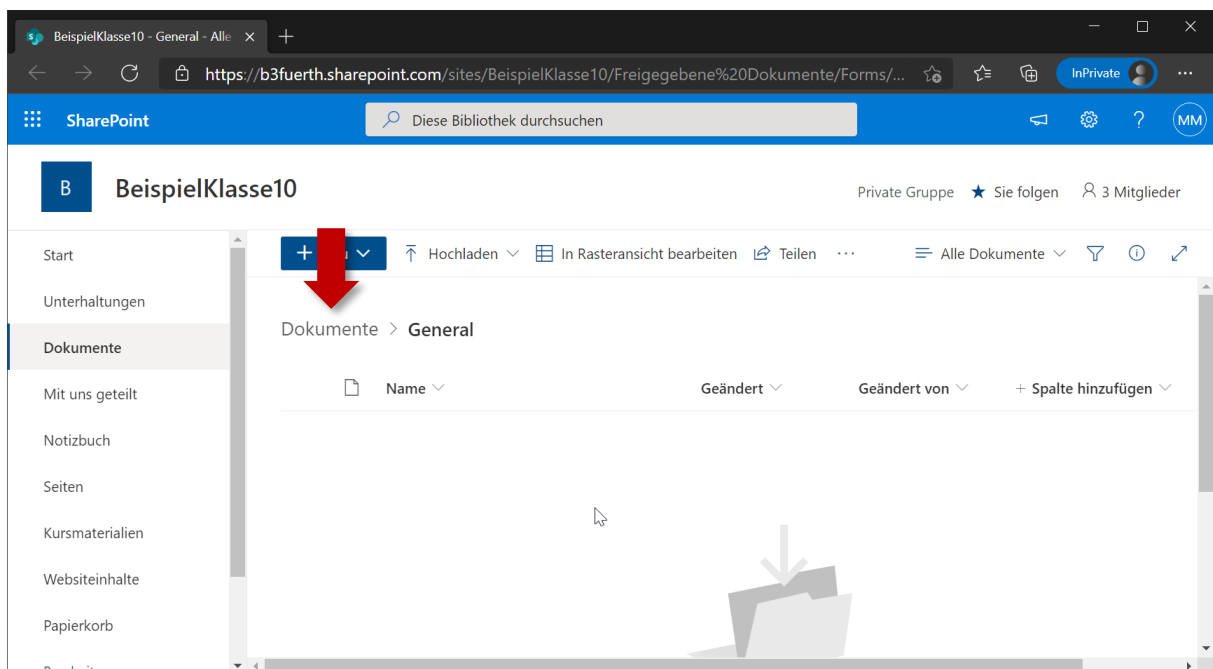 BeispielKlasse10 - General - Alle
https://b3fuerth.sharepoint.com/sites/BeispielKlasse10/Freigegebene%20Dokumente/Forms/...
InPrivate
SharePoint
Diese Bibliothek durchsuchen
?
MM
B
BeispielKlasse10
Private Gruppe ★ Sie folgen 3 Mitglieder
Start
Unterhaltungen
Dokumente
Mit uns geteilt
Notizbuch
Seiten
Kursmaterialien
Websiteinhalte
Papierkorb
+ Hochladen In Rasteransicht bearbeiten Teilen ... Alle Dokumente
Dokumente > General
Name Geändert Geändert von + Spalte hinzufügen